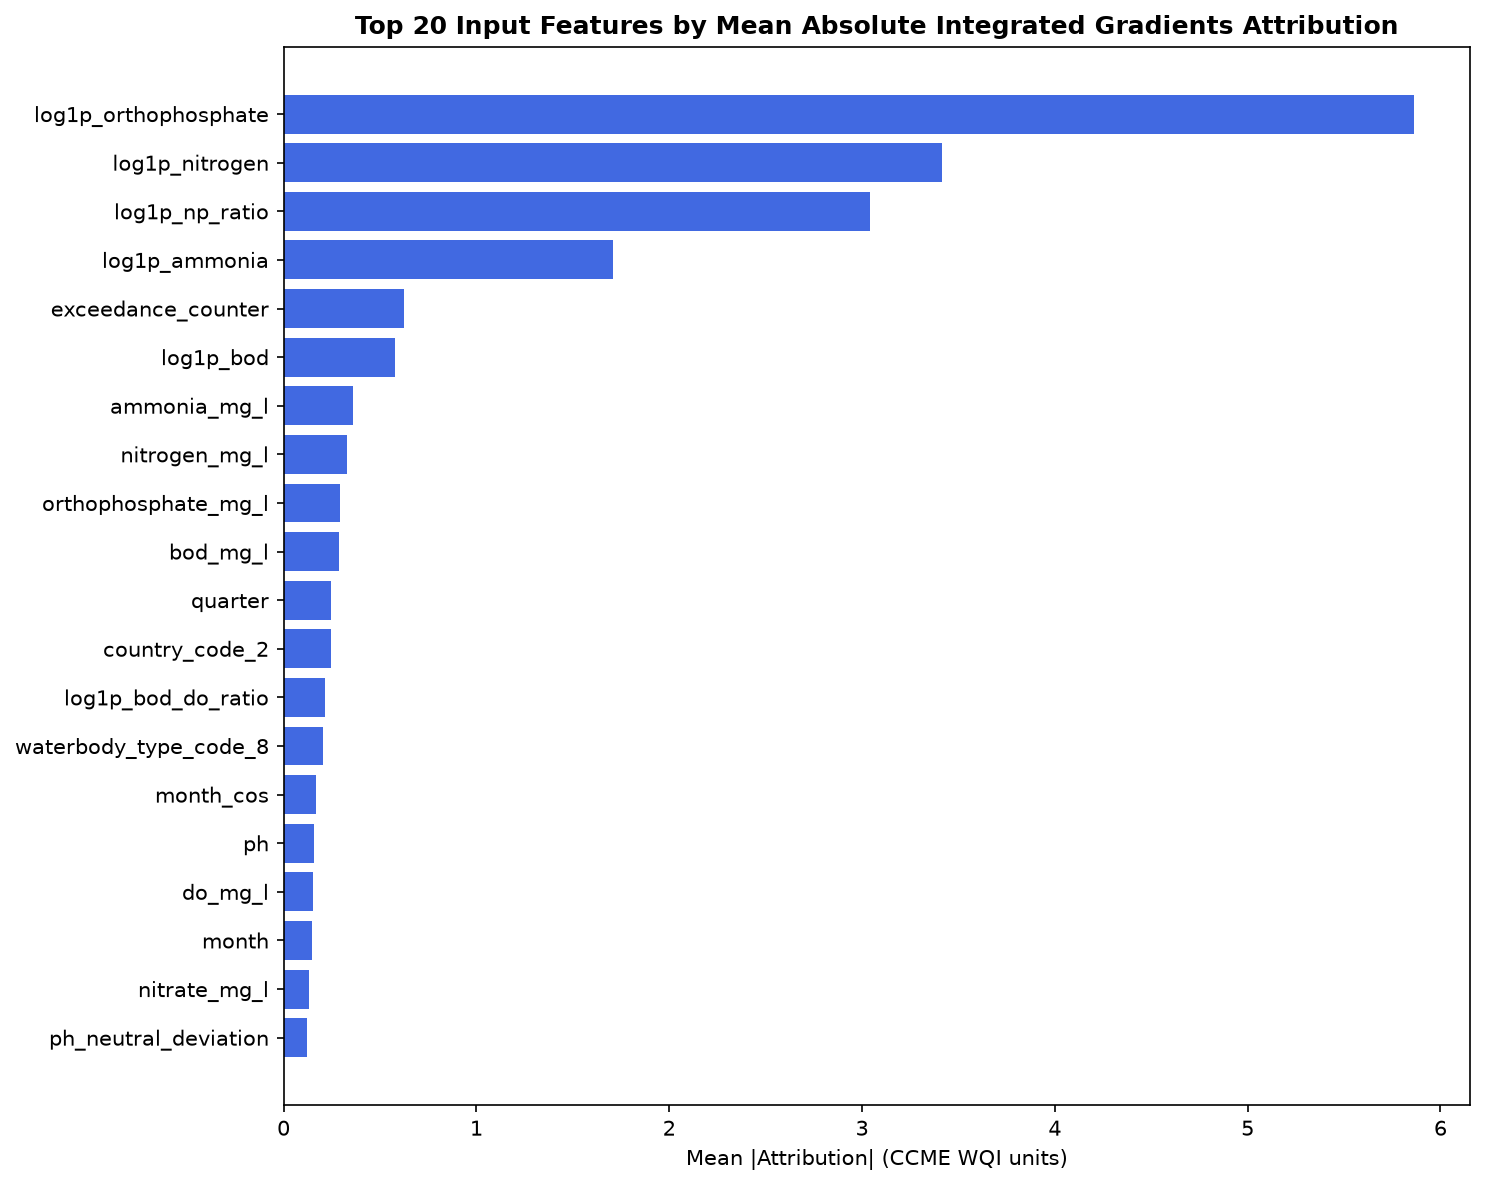 Top 20 Input Features by Mean Absolute Integrated Gradients Attribution
log1p_orthophosphate
log1p_nitrogen
log1p_np_ratio
log1p_ammonia
exceedance_counter
log1p_bod
ammonia_mg_l
nitrogen_mg_l
orthophosphate_mg_l
bod_mg_l
quarter
country_code_2
log1p_bod_do_ratio
waterbody_type_code_8
month_cos
ph
do_mg_l
month
nitrate_mg_l
ph_neutral_deviation
0 1 2 3 4 5 6
Mean |Attribution| (CCME WQI units)